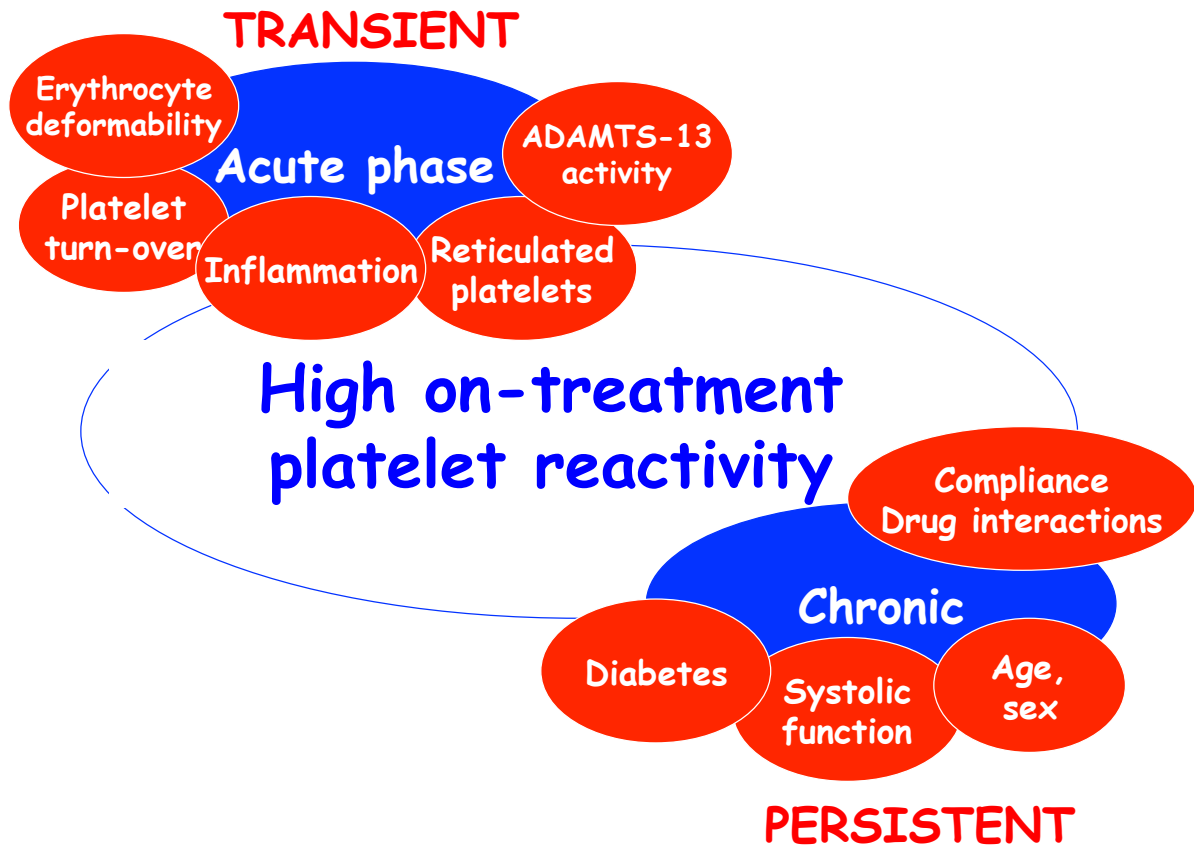 TRANSIENT
Erythrocyte
deformability
Acute phase
ADAMTS-13
activity
Platelet
turn-over
Inflammation
Reticulated
platelets
High on-treatment
platelet reactivity
Compliance
Drug interactions
Chronic
Diabetes
Systolic
function
Age,
sex
PERSISTENT